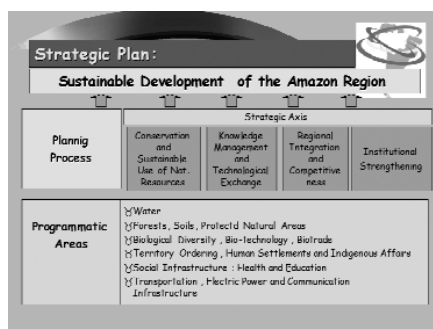 Strategic Plan:
Sustainable Development of the Amazon Region
Strategic Axis
Plannig
Process
Conservation
and
Sustainable
Use of Nat.
Resources
Knowledge
Management
and
Technological
Exchange
Regional
Integration
and
Competitive
ness
Institutional
Strengthening
Programmatic
Areas
Water
Forests, Soils, Protectd Natural Areas
Biological Diversity , Bio-technology , Biotrade
Territory Ordering , Human Settlements and Indigenous Affairs
Social Infrastructure : Health and Education
Transportation , Electric Power and Communication
Infrastructure